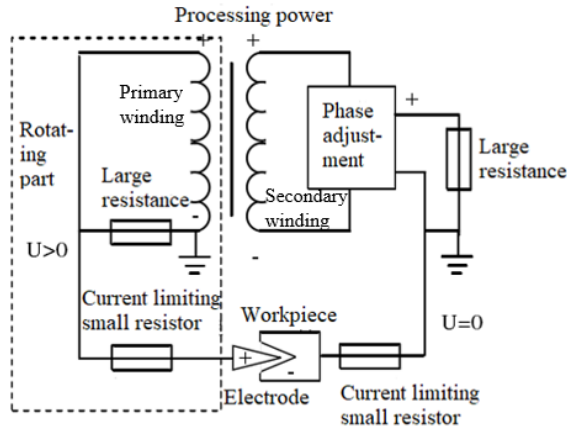 Processing power
+
+
Primary
winding
Phase
adjust-
ment
+
Rotat-
ing
part
Large
resistance
Large
resistance
-
Secondary
winding
U>0
-
Current limiting
small resistor
Workpiece
U=0
+
-
Electrode
Current limiting
small resistor